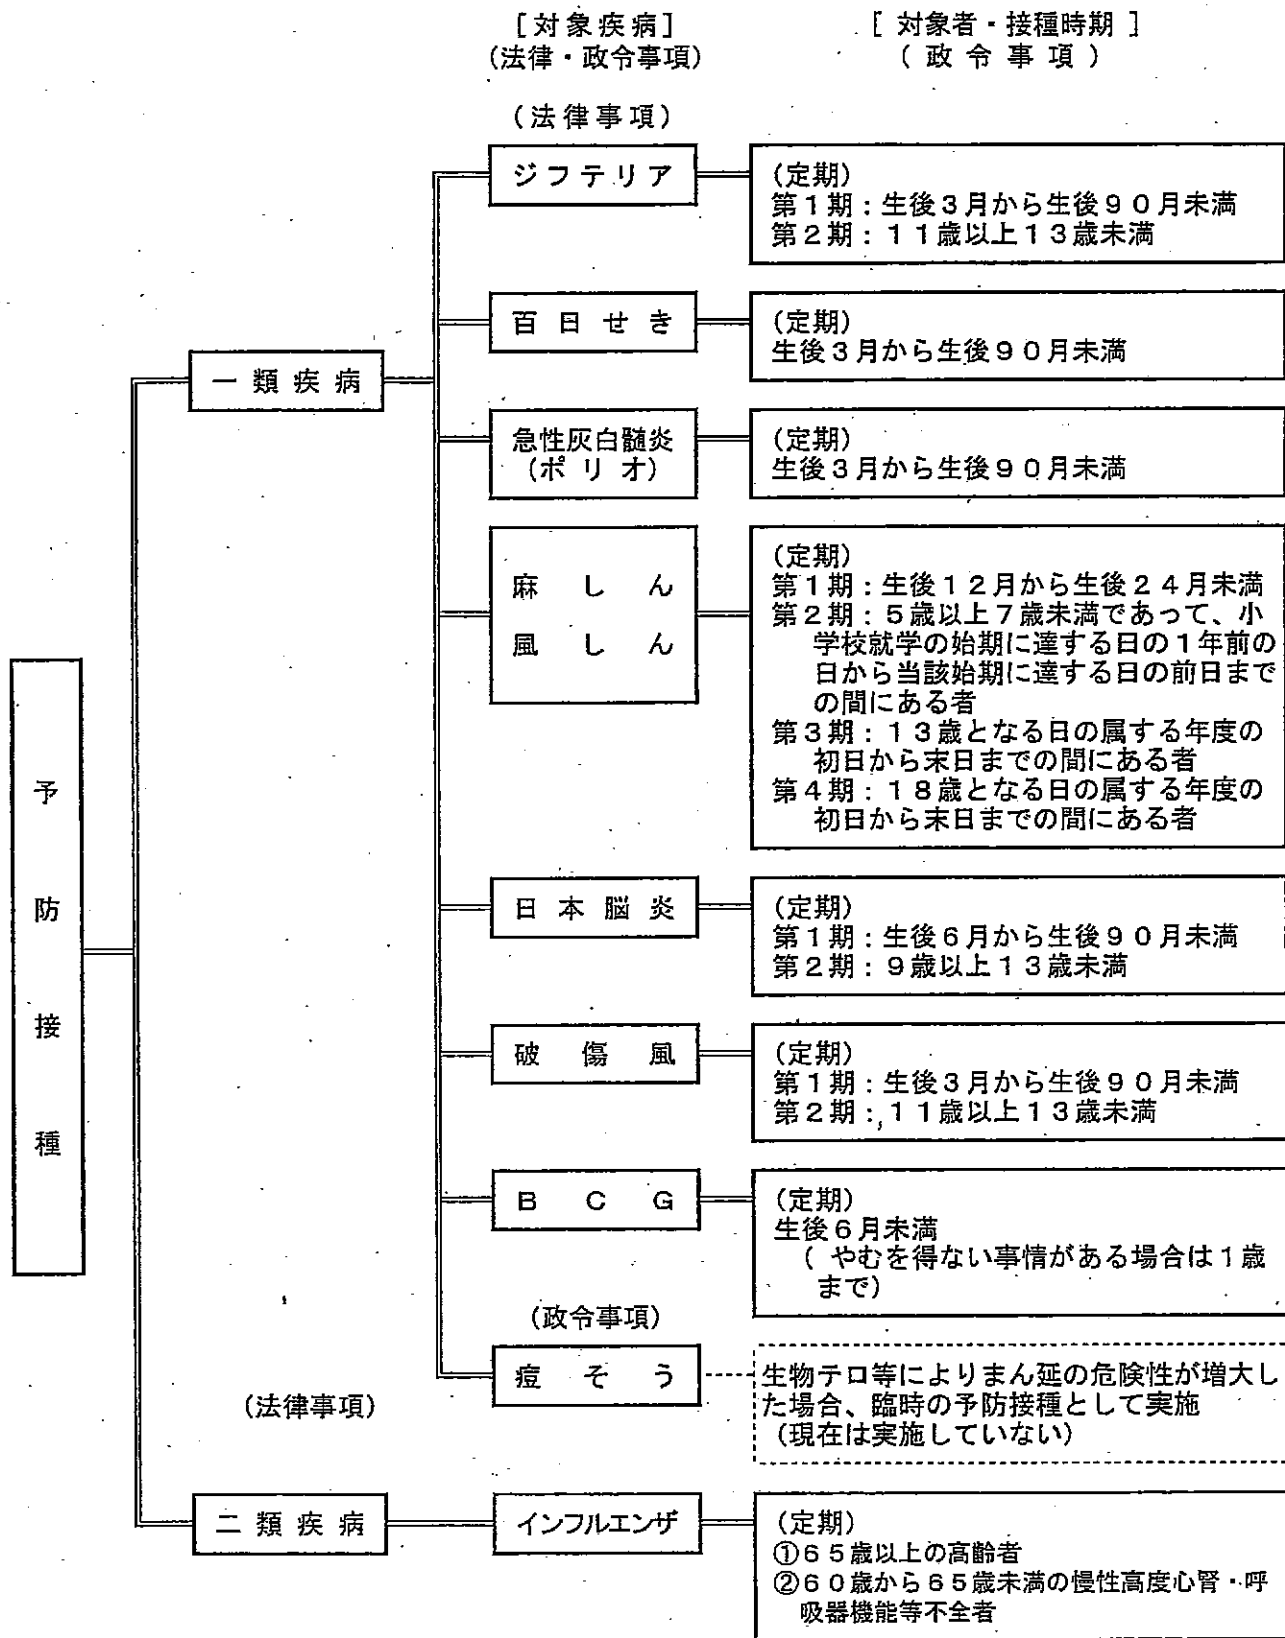 [対象疾病]
(法律・政令事項)
[対象者・接種時期]
(政令事項)
(法律事項)
ジフテリア
(定期)
第1期:生後3月から生後90月未満
第2期:11歳以上13歳未満
百日せき
(定期)
生後3月から生後90月未満
一類疾病
急性灰白髄炎
(ポリオ)
(定期)
生後3月から生後90月未満
麻しん
風しん
(定期)
第1期:生後12月から生後24月未満
第2期:5歳以上7歳未満であって、小
学校就学の始期に達する日の1年前の
日から当該始期に達する日の前日まで
の間にある者
第3期:13歳となる日の属する年度の
初日から末日までの間にある者
第4期:18歳となる日の属する年度の
初日から末日までの間にある者
予防接種
日本脳炎
(定期)
第1期:生後6月から生後90月未満
第2期:9歳以上13歳未満
破傷風
(定期)
第1期:生後3月から生後90月未満
第2期:11歳以上13歳未満
BCG
(定期)
生後6月未満
(やむを得ない事情がある場合は1歳
まで)
(政令事項)
痘そう
生物テロ等によりまん延の危険性が増大し
た場合、臨時の予防接種として実施
(現在は実施していない)
(法律事項)
二類疾病
インフルエンザ
(定期)
①65歳以上の高齢者
②60歳から65歳未満の慢性高度心腎・呼
吸器機能等不全者